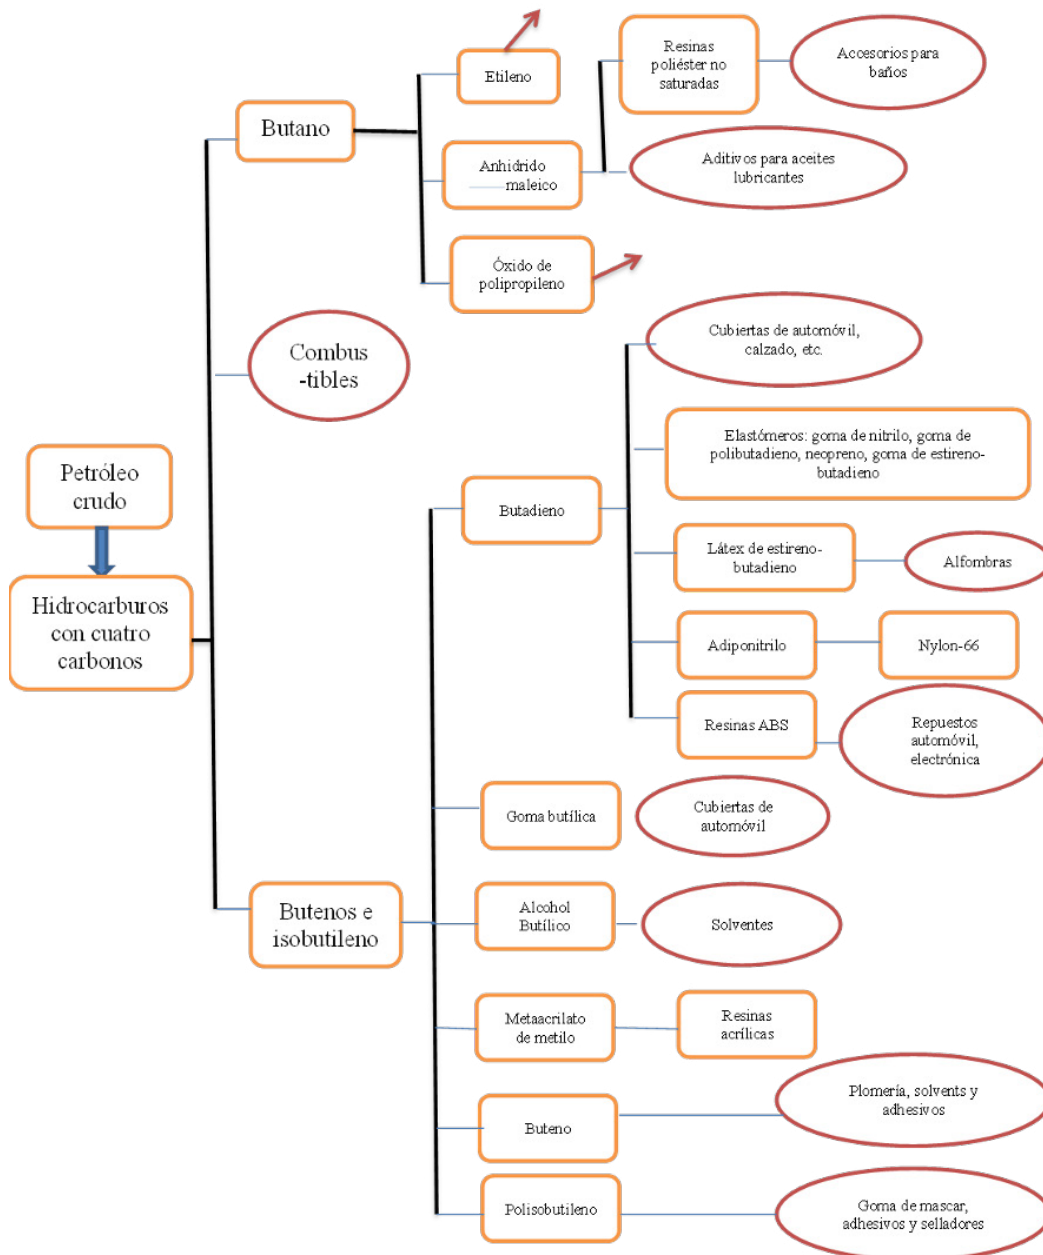 Etileno
Resinas
poliéster no
saturadas
Accesorios para
baños
Butano
Anhidrido
maleico
Aditivos para aceites
lubricantes
Óxido de
polipropileno
Combus
-tibles
Cubiertas de automóvil,
calzado, etc.
Petróleo
crudo
Hidrocarburos
con cuatro
carbonos
Butadieno
Elastómeros: goma de nitrilo, goma de
polibutadieno, neopreno, goma de estireno-
butadieno
Látex de estireno-
butadieno
Alfombras
Adiponitrilo
Nylon-66
Resinas ABS
Repuestos
automóvil,
electrónica
Goma butílica
Cubiertas de
automóvil
Butenos e
isobutileno
Alcohol
Butílico
Solventes
Metaacrilato
de metilo
Resinas
acrílicas
Buteno
Plomería, solvents y
adhesivos
Polisobutileno
Goma de mascar,
adhesivos y selladores